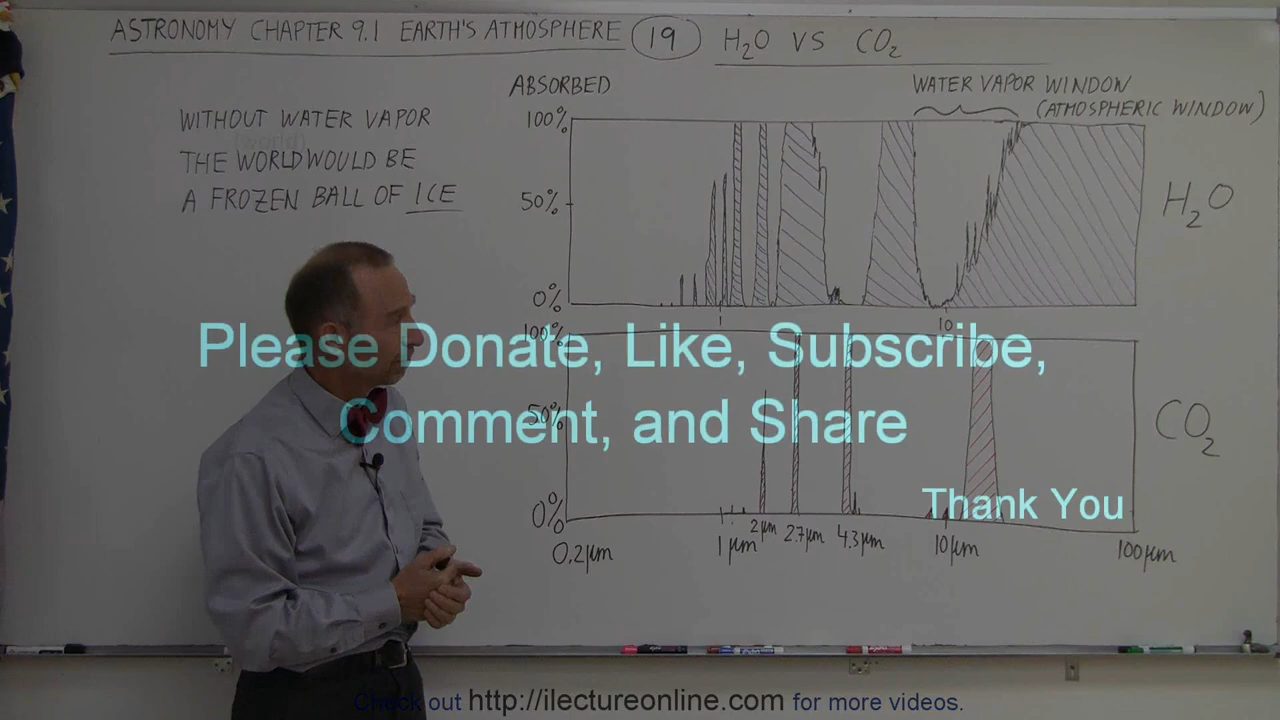 ASTRONOMY CHAPTER 9.1 EARTH'S ATMOSPHERE 19 H₂O VS CO₂
WITHOUT WATER VAPOR
(world)
THE WORLD WOULD BE
A FROZEN BALL OF ICE
ABSORBED
WATER VAPOR WINDOW
(ATMOSPHERIC WINDOW)
100%
50%
0%
H₂O
1
10
100%
50%
0%
CO₂
0.2μm
1μm
2μm
2.7μm
4.3μm
10μm
100μm
Please Donate, Like, Subscribe,
Comment, and Share
Thank You
Check out http://ilectureonline.com for more videos.